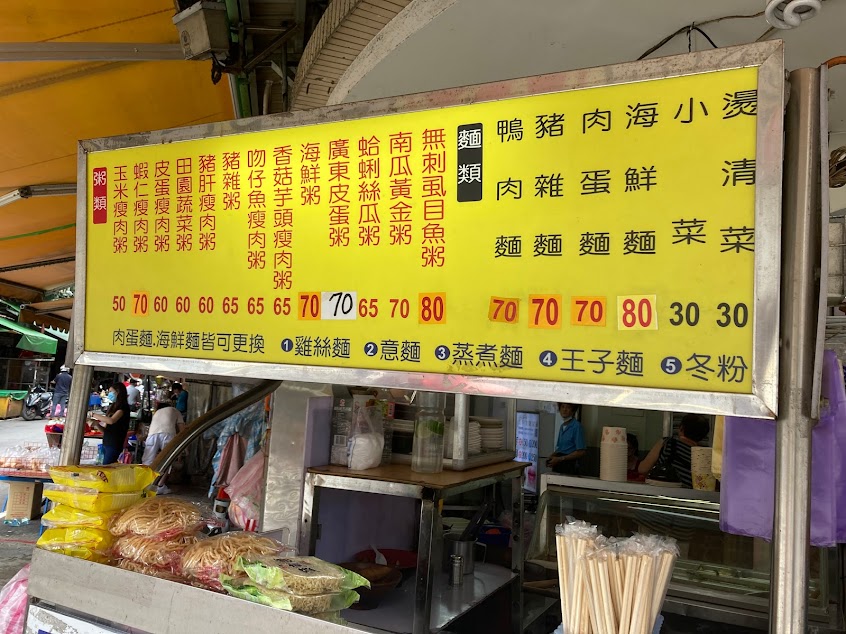 粥類
玉米瘦肉粥 50
蝦仁瘦肉粥 70
皮蛋瘦肉粥 60
田園蔬菜粥 60
豬肝瘦肉粥 60
豬雜粥 65
吻仔魚瘦肉粥 65
香菇芋頭瘦肉粥 65
海鮮粥 70
廣東皮蛋粥 70
蛤蜊絲瓜粥 65
南瓜黃金粥 70
無刺虱目魚粥 80
麵類
鴨肉麵 70
豬雜麵 70
肉蛋麵 70
海鮮麵 80
小菜 30
燙清菜 30
肉蛋麵.海鮮麵皆可更換 ❶雞絲麵 ❷意麵 ❸蒸煮麵 ❹王子麵 ❺冬粉